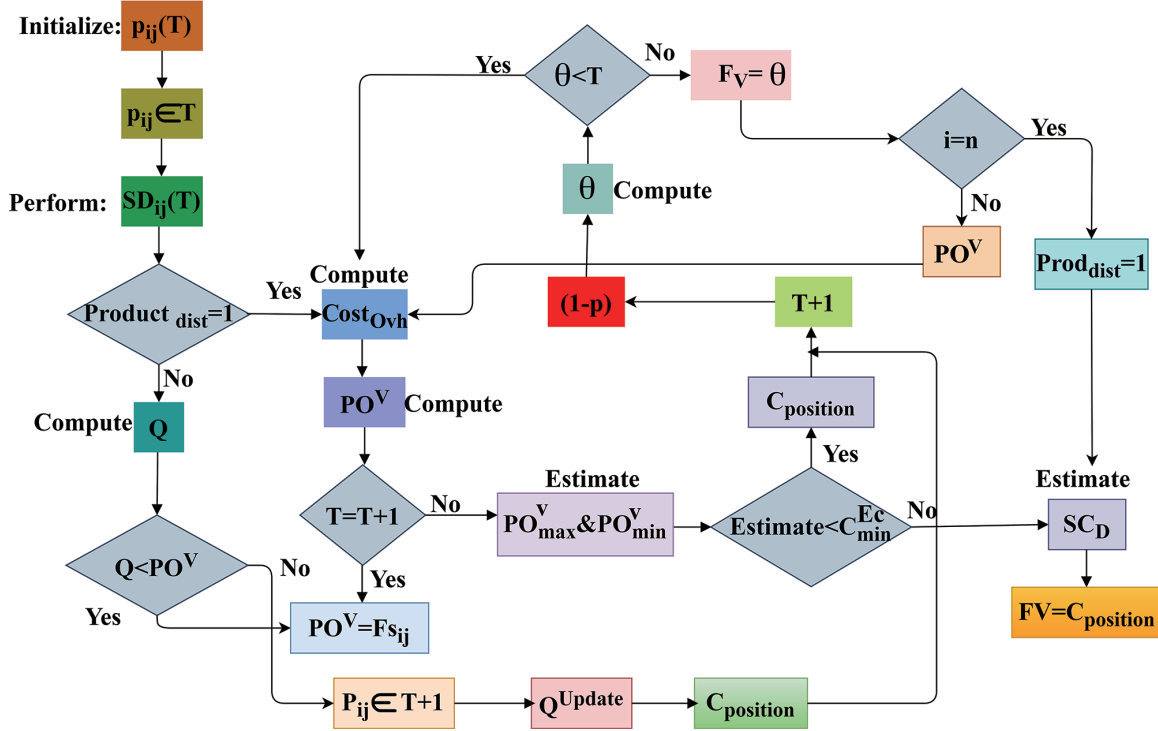 Initialize: p_ij(T)
p_ij∈T
Perform: SD_ij(T)
Product dist=1
Yes
No
Compute Q
Q<PO^V
Yes
No
Compute
Cost_Ovh
PO^V Compute
T=T+1
No
Yes
PO^V=Fs_ij
P_ij∈T+1
Q^Update
C_position
Estimate
PO^v_max&PO^v_min
Estimate<C^Ec_min
Yes
No
C_position
T+1
(1-p)
θ Compute
θ<T
Yes
No
F_V=θ
i=n
Yes
No
PO^V
Prod_dist=1
Estimate
SC_D
FV=C_position